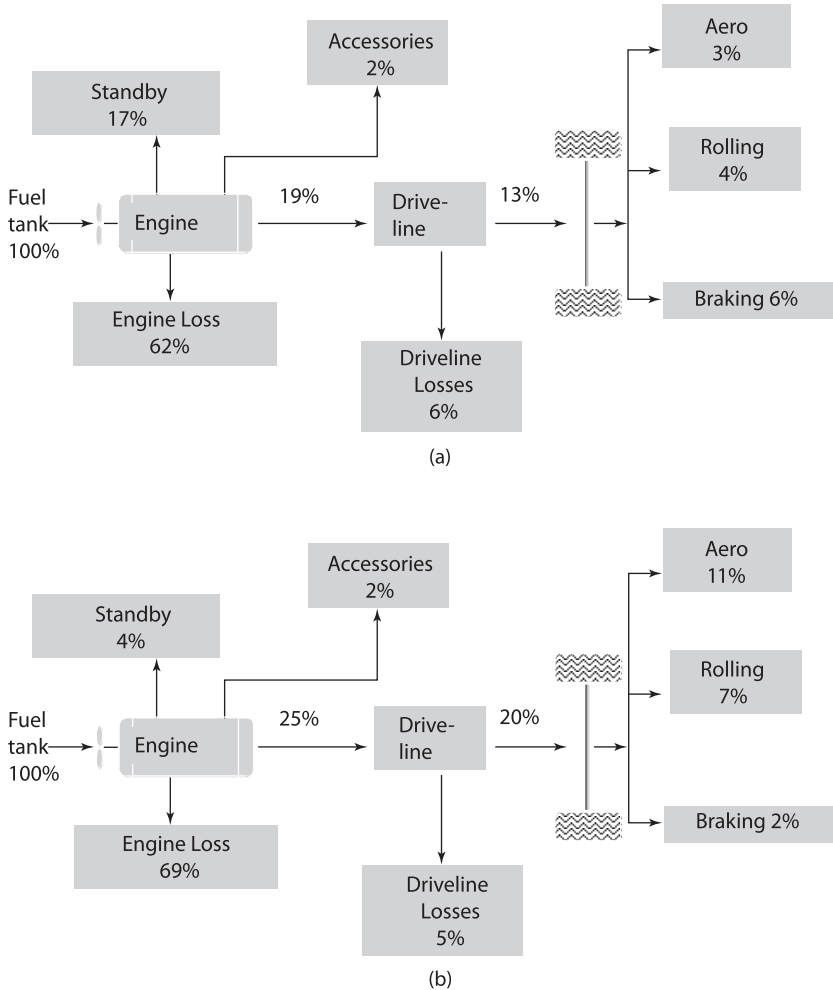 Aero
3%
Accessories
2%
Standby
17%
Rolling
4%
Fuel
tank
100%
Engine
19%
Drive-
line
13%
Braking 6%
Engine Loss
62%
Driveline
Losses
6%
(a)
Aero
11%
Accessories
2%
Standby
4%
Rolling
7%
Fuel
tank
100%
Engine
25%
Drive-
line
20%
Braking 2%
Engine Loss
69%
Driveline
Losses
5%
(b)